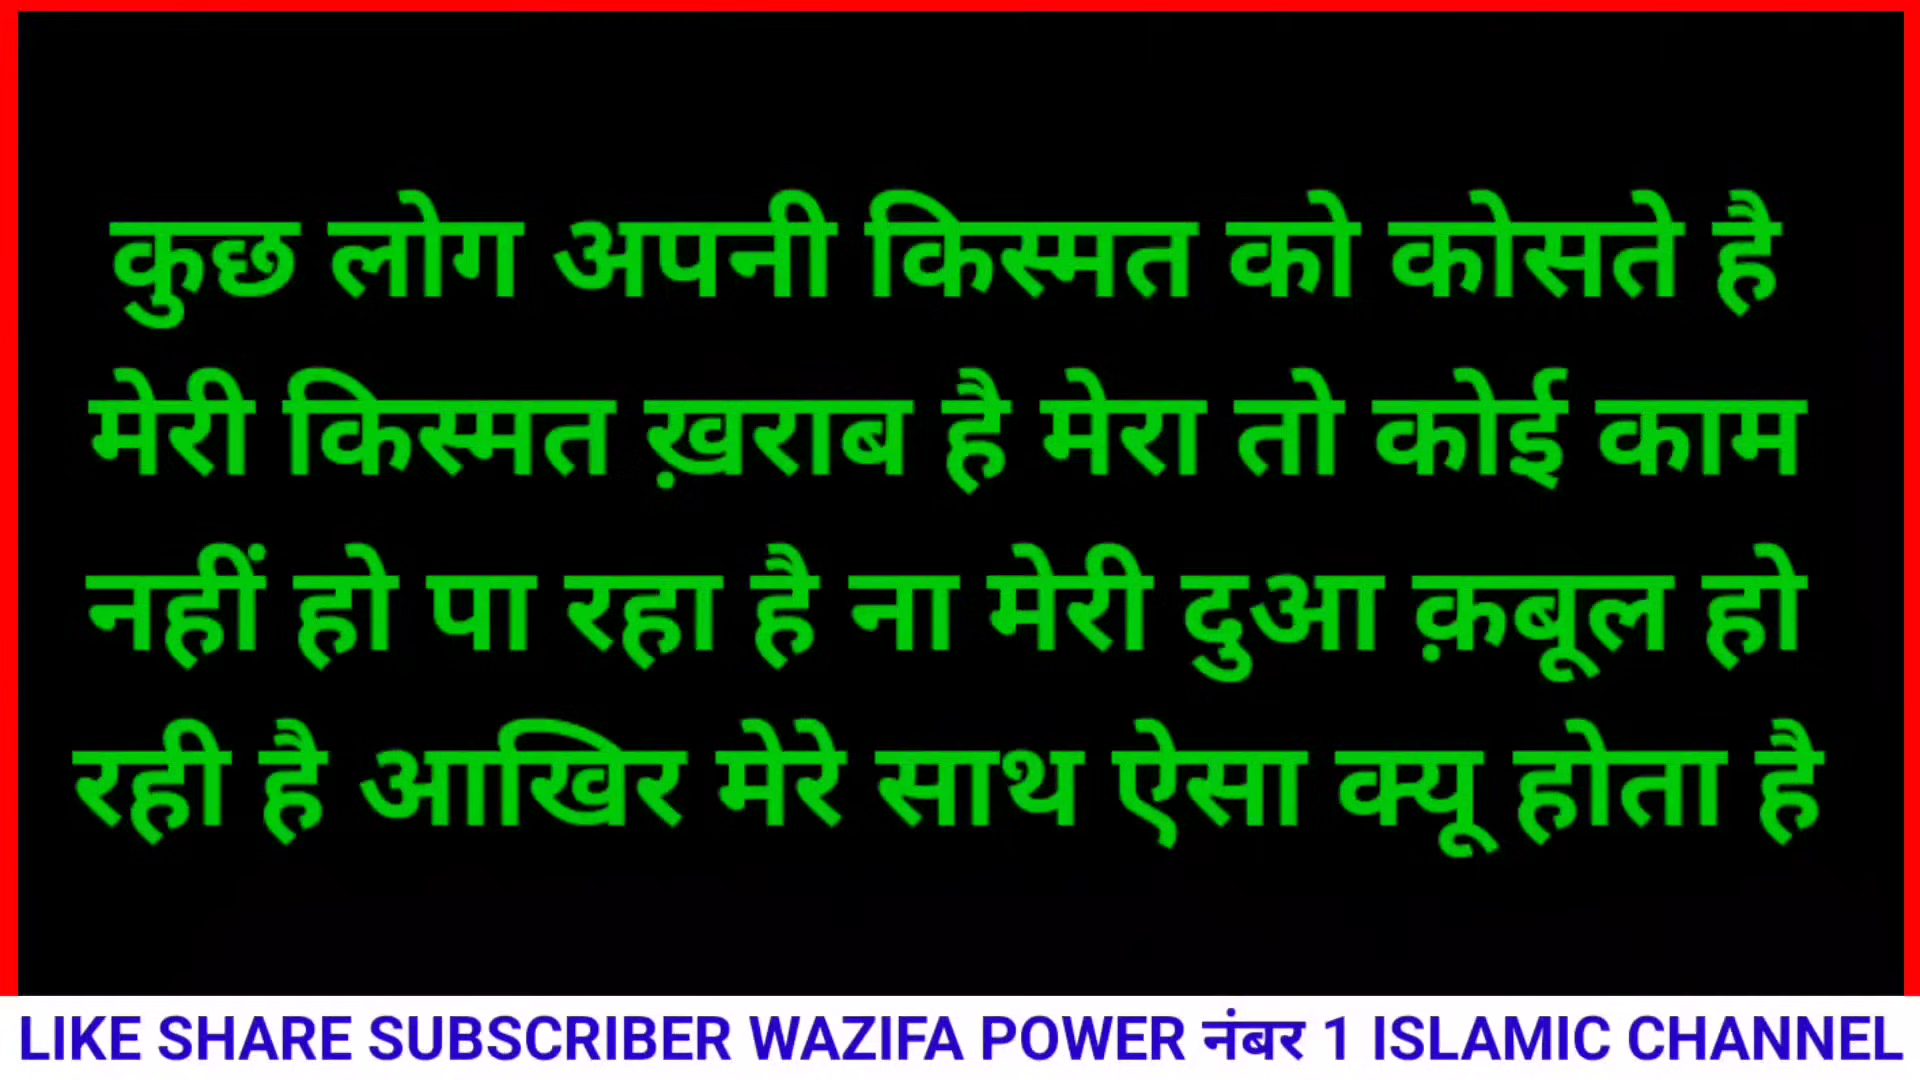 कुछ लोग अपनी किस्मत को कोसते है
मेरी किस्मत ख़राब है मेरा तो कोई काम
नहीं हो पा रहा है ना मेरी दुआ क़बूल हो
रही है आखिर मेरे साथ ऐसा क्यू होता है
LIKE SHARE SUBSCRIBER WAZIFA POWER नंबर 1 ISLAMIC CHANNEL